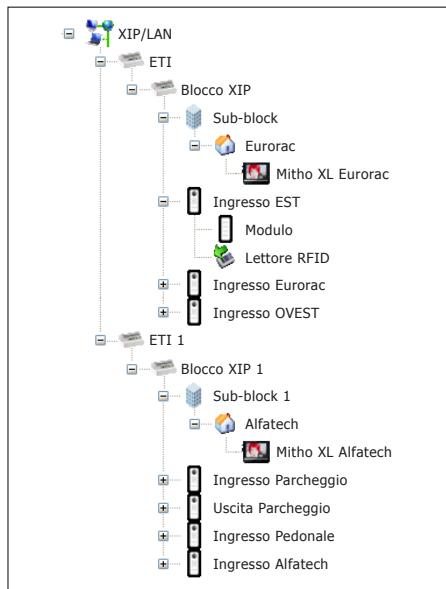 XIP/LAN
ETI
Blocco XIP
Sub-block
Eurorac
Mitho XL Eurorac
Ingresso EST
Modulo
Lettore RFID
Ingresso Eurorac
Ingresso OVEST
ETI 1
Blocco XIP 1
Sub-block 1
Alfatech
Mitho XL Alfatech
Ingresso Parcheggio
Uscita Parcheggio
Ingresso Pedonale
Ingresso Alfatech